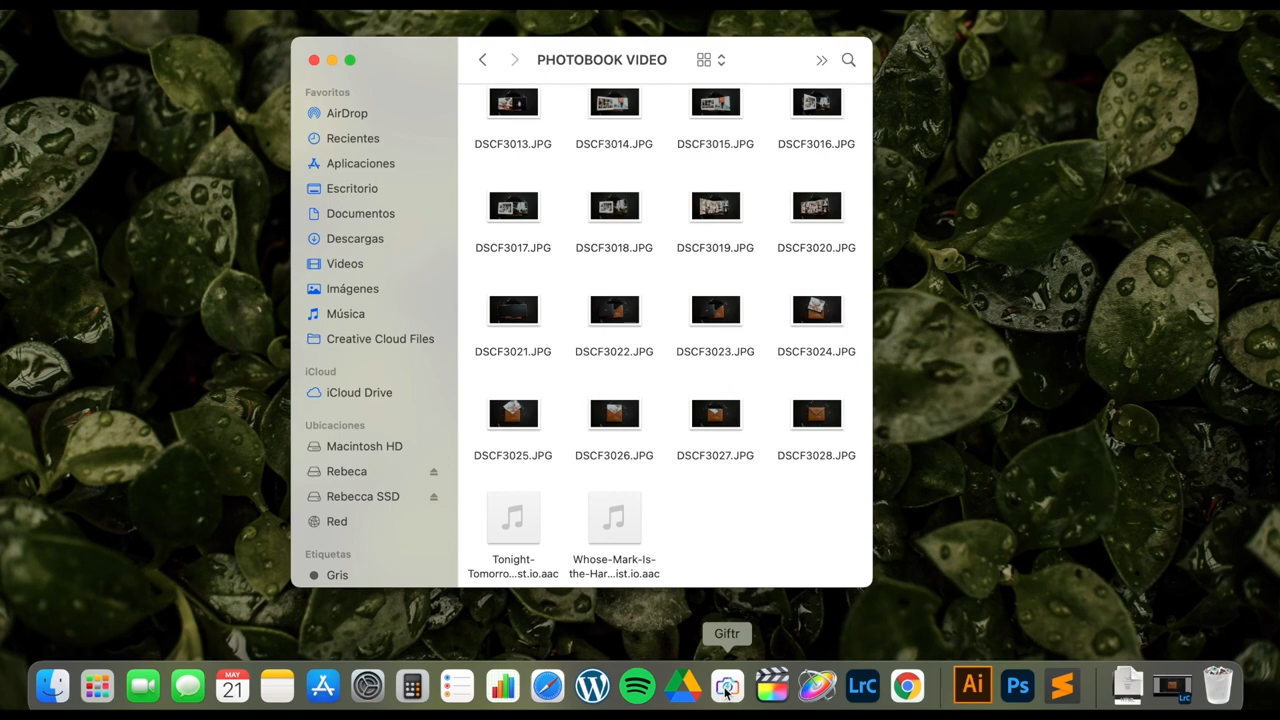 PHOTOBOOK VIDEO
Favoritos
AirDrop
Recientes
Aplicaciones
Escritorio
Documentos
Descargas
Videos
Imágenes
Música
Creative Cloud Files
iCloud
iCloud Drive
Ubicaciones
Macintosh HD
Rebeca
Rebecca SSD
Red
Etiquetas
Gris
DSCF3013.JPG DSCF3014.JPG DSCF3015.JPG DSCF3016.JPG
DSCF3017.JPG DSCF3018.JPG DSCF3019.JPG DSCF3020.JPG
DSCF3021.JPG DSCF3022.JPG DSCF3023.JPG DSCF3024.JPG
DSCF3025.JPG DSCF3026.JPG DSCF3027.JPG DSCF3028.JPG
Tonight- Whose-Mark-Is-
Tomorro...st.io.aac the-Har...ist.io.aac
Giftr
MAY
21
LrC
Ai
Ps
HTML
LrC